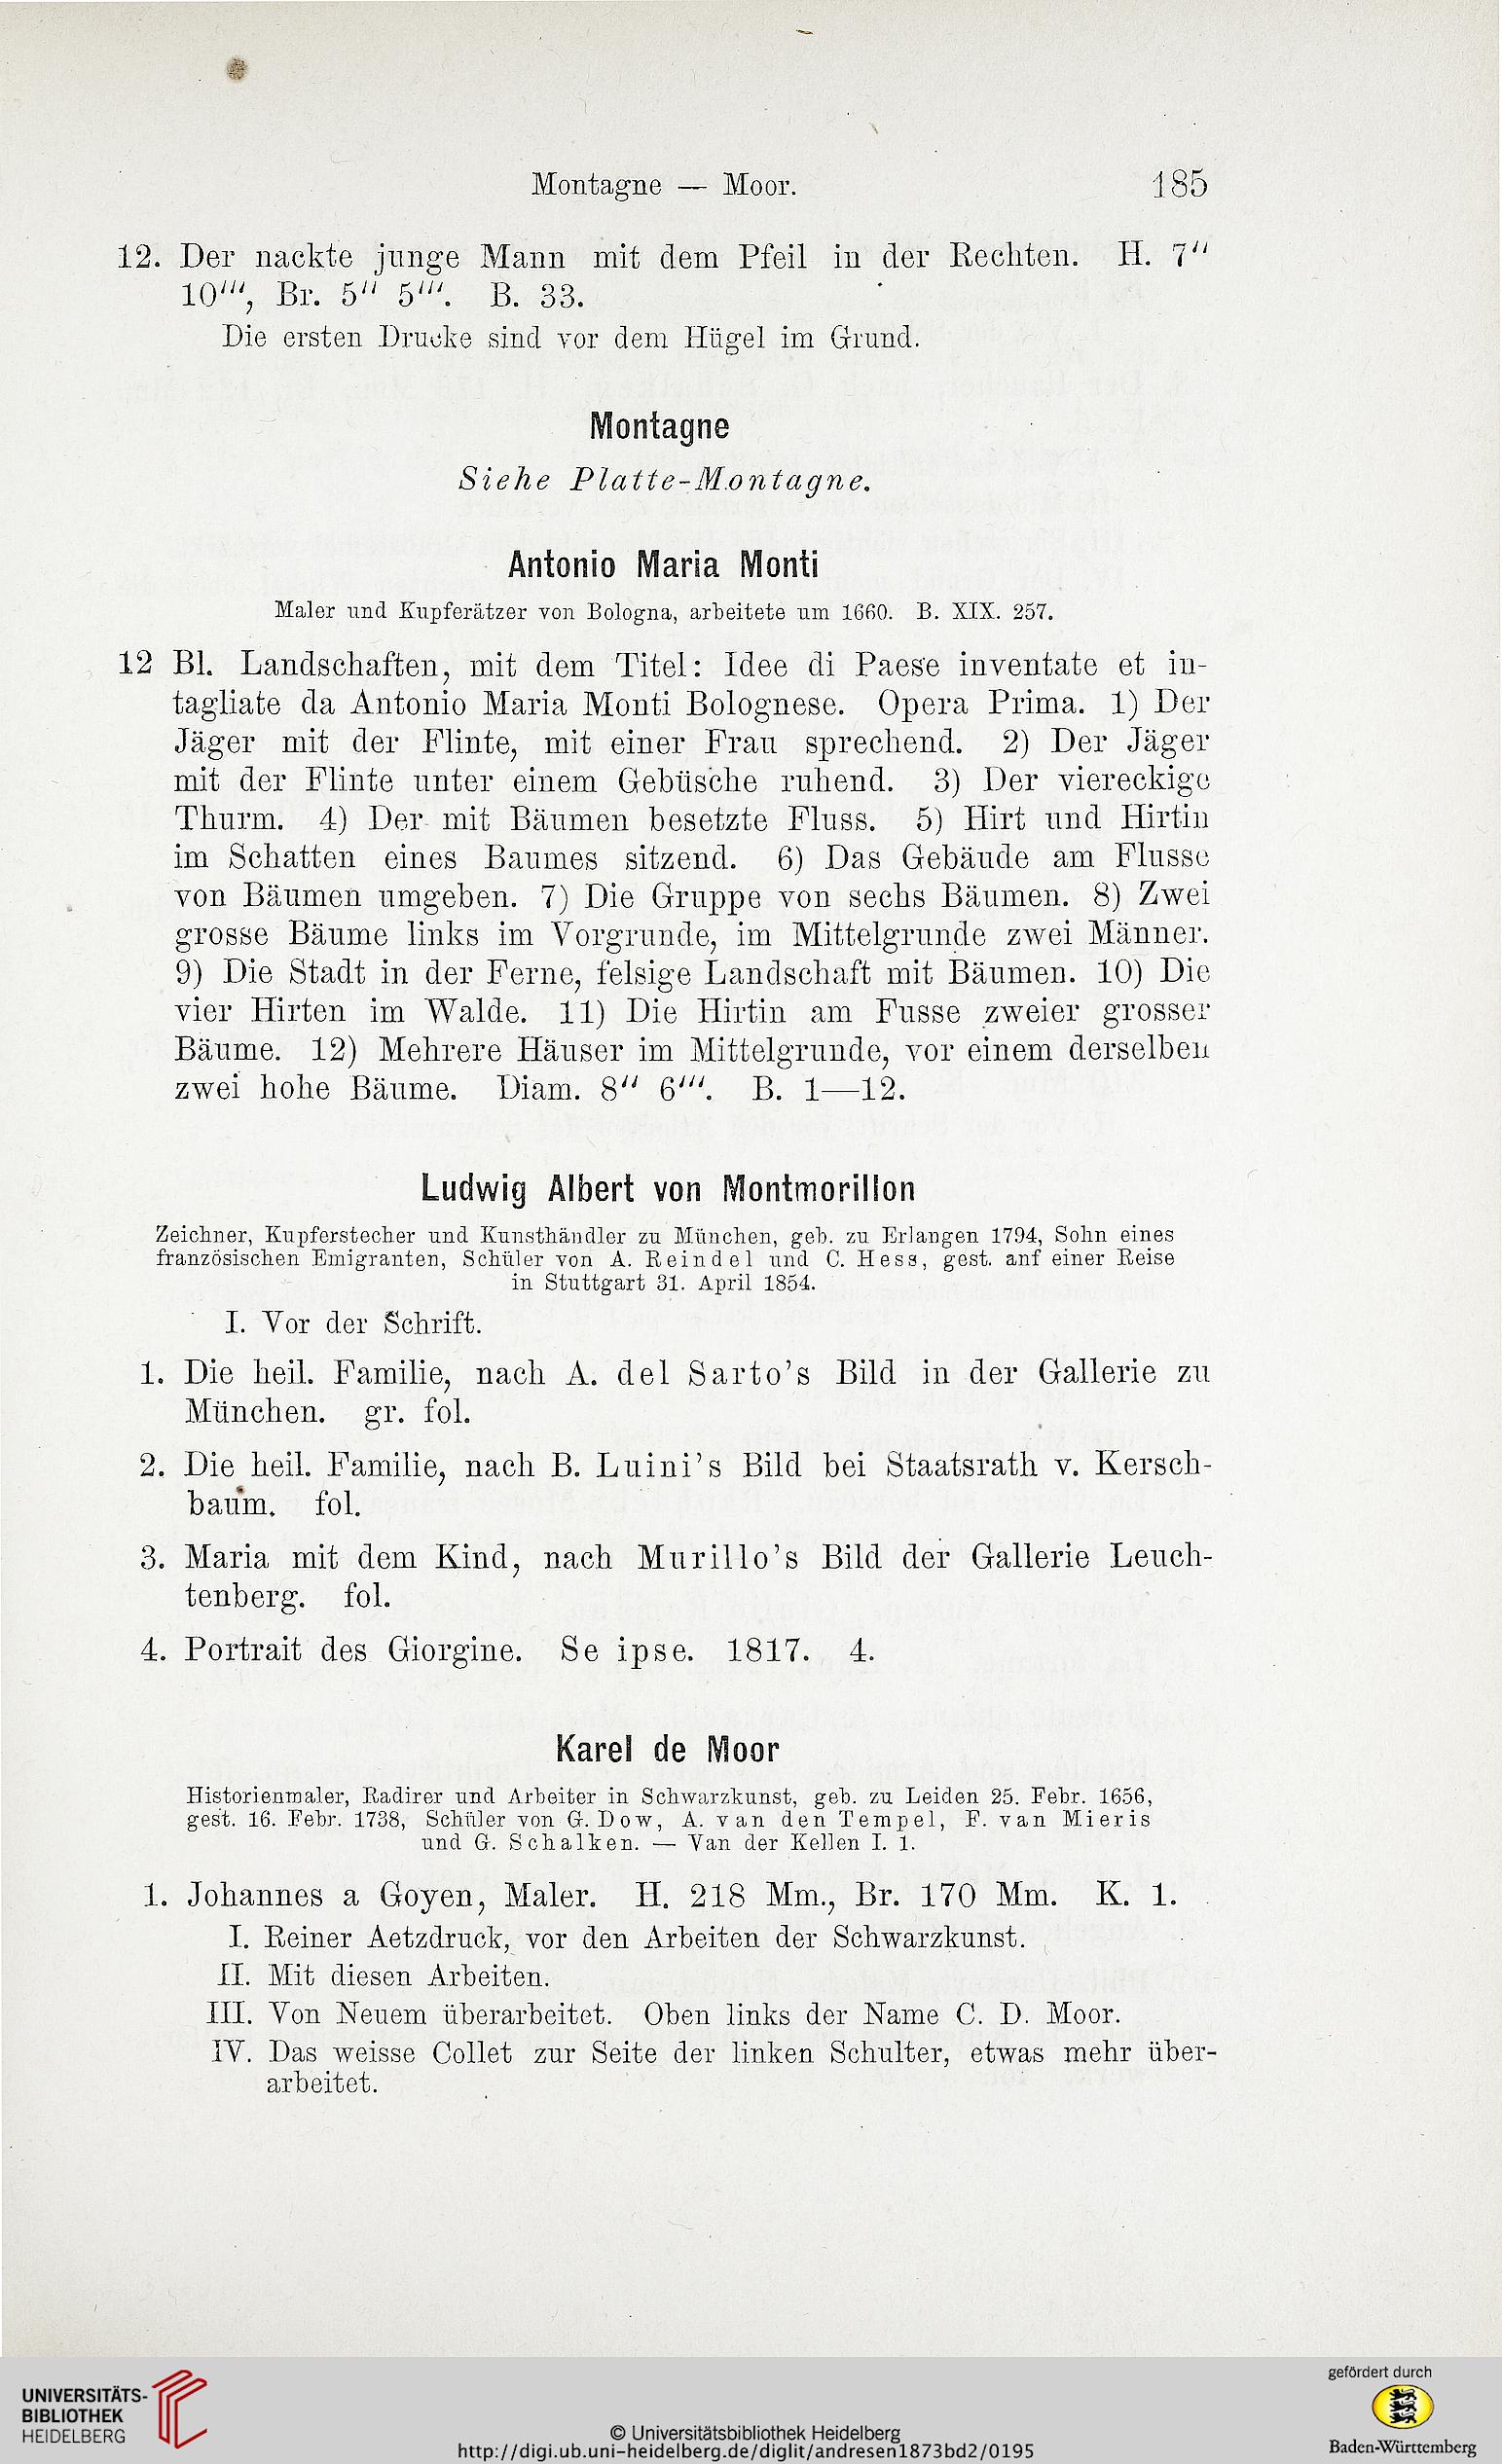 Montagne — Moor. 185
12. Der nackte junge Mann mit dem Pfeil in der Rechten. H. 7"
10"', Br. 5" 5"'. B. 33.
Die ersten Drucke sind vor dem Hügel im Grund.
Montagne
Siehe Platte-Montagne.
Antonio Maria Monti
Maler und Kupferätzer von Bologna, arbeitete um 1660. B. XIX. 257.
12 Bl. Landschaften, mit dem Titel: Idee di Paese inventate et in-
tagliate da Antonio Maria Monti Bolognese. Opera Prima. 1) Der
Jäger mit der Flinte, mit einer Frau sprechend. 2) Der Jäger
mit der Flinte unter einem Gebüsche ruhend. 3) Der viereckige
Thurm. 4) Der mit Bäumen besetzte Fluss. 5) Hirt und Hirtin
im Schatten eines Baumes sitzend. 6) Das Gebäude am Flusse
von Bäumen umgeben. 7) Die Gruppe von sechs Bäumen. 8) Zwei
grosse Bäume links im Vorgrunde, im Mittelgrunde zwei Männer.
9) Die Stadt in der Ferne, felsige Landschaft mit Bäumen. 10) Die
vier Hirten im Walde. 11) Die Hirtin am Fusse zweier grosser
Bäume. 12) Mehrere Häuser im Mittelgrunde, vor einem derselben
zwei hohe Bäume. Diam. 8" 6"'. B. 1—12.
Ludwig Albert von Montmorillon
Zeichner, Kupferstecher und Kunsthändler zu München, geb. zu Erlangen 1794, Sohn eines
französischen Emigranten, Schüler von A. Reindel und C. Hess, gest. anf einer Reise
in Stuttgart 31. April 1854.
I. Vor der Schrift.
1. Die heil. Familie, nach A. del Sarto's Bild in der Gallerie zu
München. gr. fol.
2. Die heil. Familie, nach B. Luini's Bild bei Staatsrath v. Kersch-
baum. fol.
3. Maria mit dem Kind, nach Murillo's Bild der Gallerie Leuch-
tenberg. fol.
4. Portrait des Giorgine. Se ipse. 1817. 4.
Karel de Moor
Historienmaler, Radirer und Arbeiter in Schwarzkunst, geb. zu Leiden 25. Febr. 1656,
gest. 16. Febr. 1738, Schüler von G. Dow, A. van den Tempel, F. van Mieris
und G. Schalken. — Van der Kellen I. 1.
1. Johannes a Goyen, Maler. H. 218 Mm., Br. 170 Mm. K. 1.
I. Reiner Aetzdruck, vor den Arbeiten der Schwarzkunst.
II. Mit diesen Arbeiten.
III. Von Neuem überarbeitet. Oben links der Name C. D. Moor.
IV. Das weisse Collet zur Seite der linken Schulter, etwas mehr über-
arbeitet.
UNIVERSITÄTS-
BIBLIOTHEK
HEIDELBERG
© Universitätsbibliothek Heidelberg
http://digi.ub.uni-heidelberg.de/diglit/andresen1873bd2/0195
gefördert durch
Baden-Württemberg